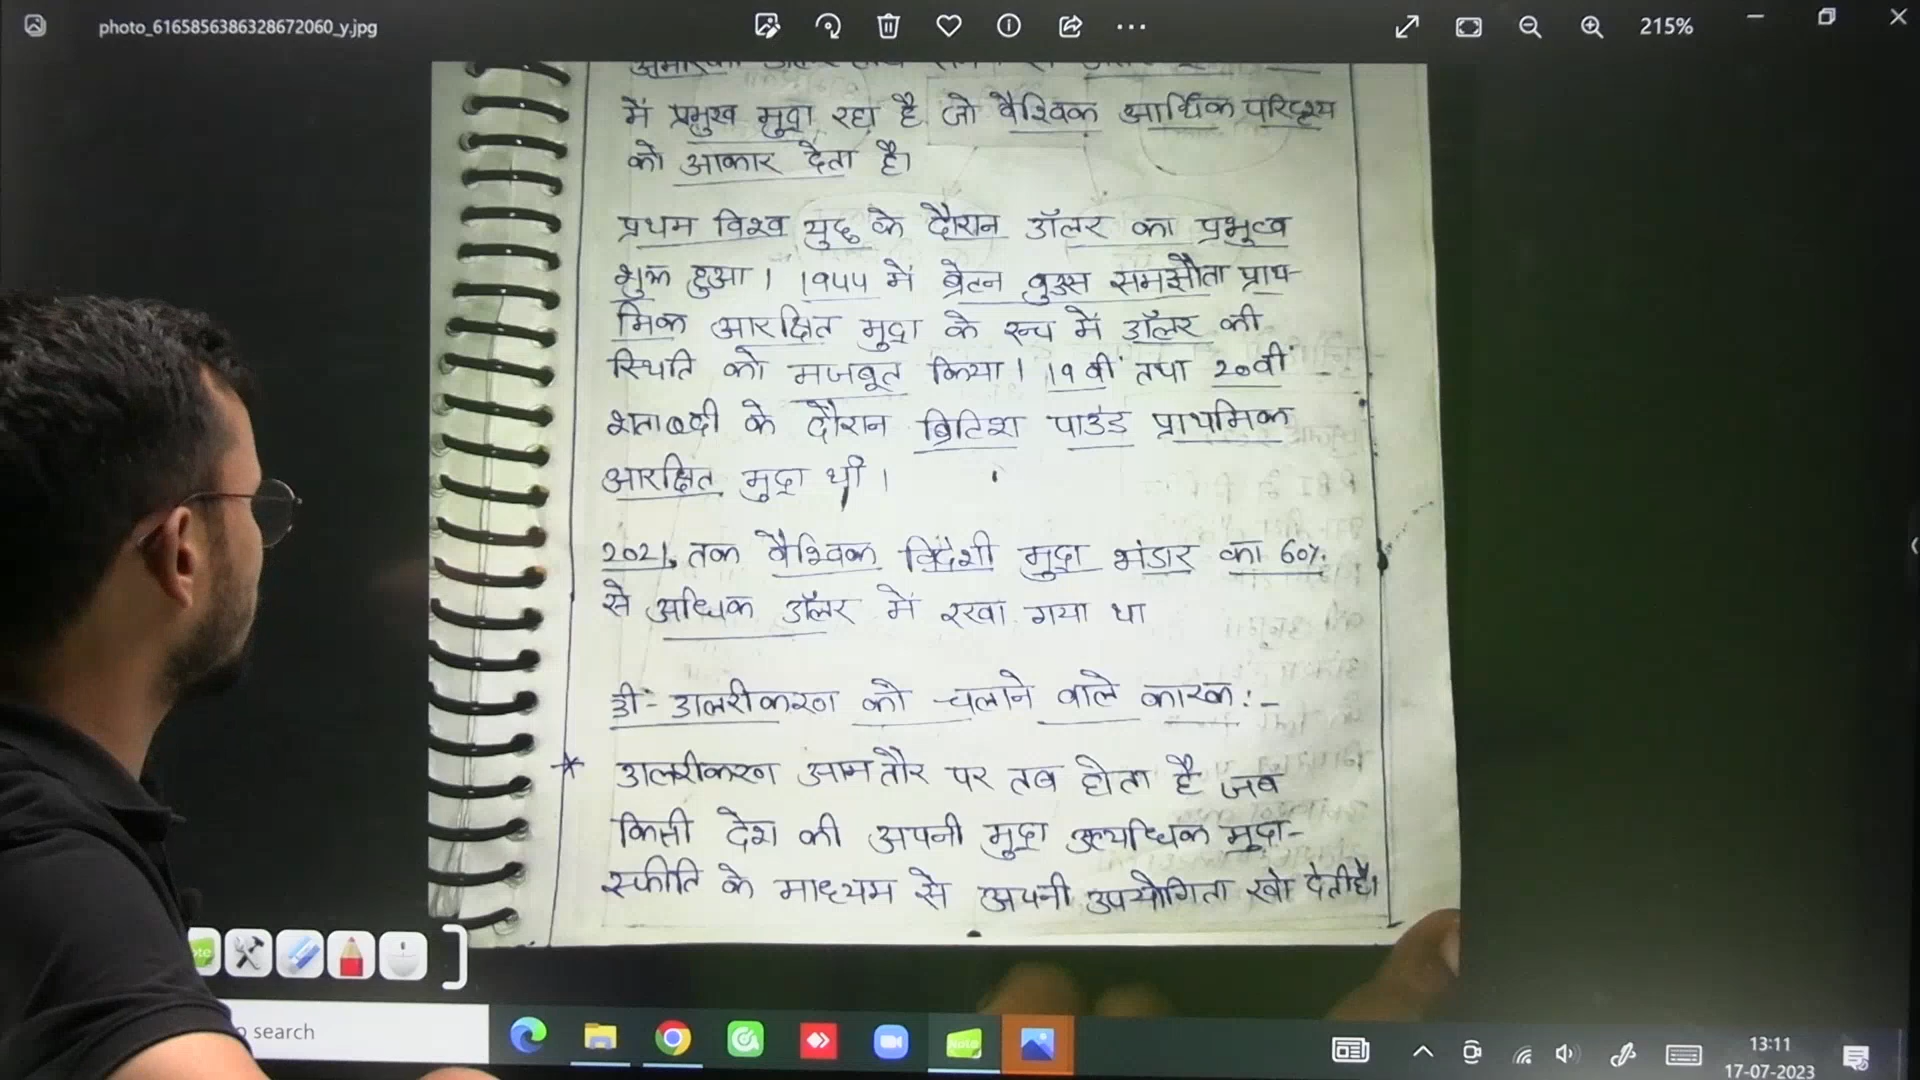 photo_6165856386328672060_y.jpg
215%
में प्रमुख मुद्रा रहा है जो वैश्विक आर्थिक परिदृश्य
को आकार देता है।
प्रथम विश्व युद्ध के दौरान डॉलर का प्रभुत्व
शुरू हुआ। 1944 में ब्रेटन वुड्स समझौता प्राथ-
मिक आरक्षित मुद्रा के रूप में डॉलर की
स्थिति को मजबूत किया। 19वीं तथा 20वीं
शताब्दी के दौरान ब्रिटिश पाउंड प्राथमिक
आरक्षित मुद्रा थी।
2021 तक वैश्विक विदेशी मुद्रा भंडार का 60%
से अधिक डॉलर में रखा गया था
डी:- डालरीकरण को चलाने वाले कारक:-
* डालरीकरण आमतौर पर तब होता है जब
किसी देश की अपनी मुद्रा अत्यधिक मुद्रा-
स्फीति के माध्यम से अपनी उपयोगिता खो देती है।
search
Note
13:11
17-07-2023